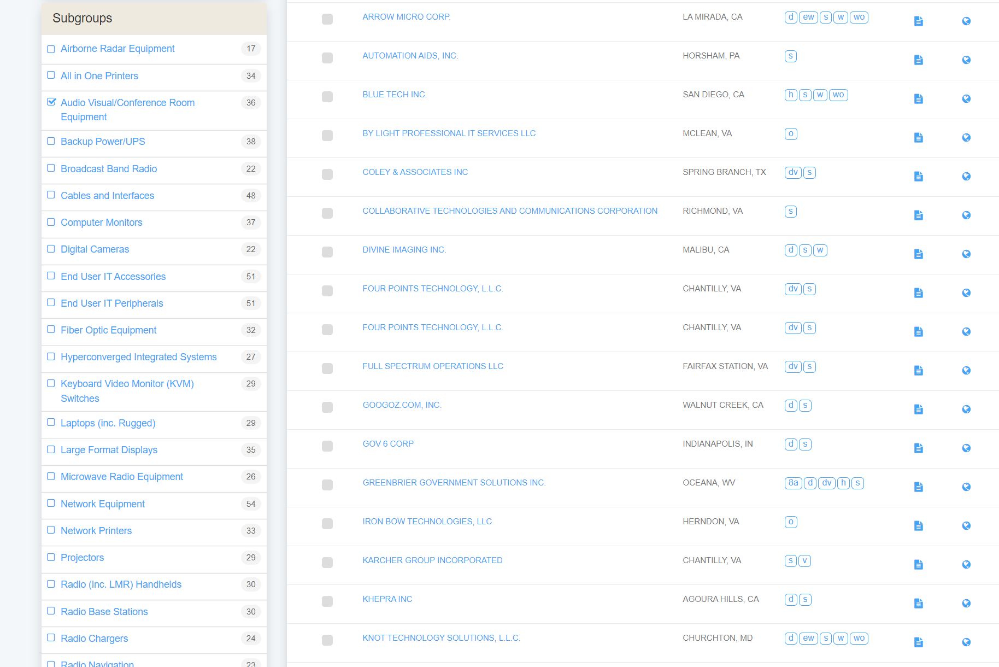 Subgroups
Airborne Radar Equipment 17
All in One Printers 34
Audio Visual/Conference Room 36
Equipment
Backup Power/UPS 38
Broadcast Band Radio 22
Cables and Interfaces 48
Computer Monitors 37
Digital Cameras 22
End User IT Accessories 51
End User IT Peripherals 51
Fiber Optic Equipment 32
Hyperconverged Integrated Systems 27
Keyboard Video Monitor (KVM) 29
Switches
Laptops (inc. Rugged) 29
Large Format Displays 35
Microwave Radio Equipment 26
Network Equipment 54
Network Printers 33
Projectors 29
Radio (inc. LMR) Handhelds 30
Radio Base Stations 30
Radio Chargers 24
Radio Navigation 23
ARROW MICRO CORP. LA MIRADA, CA d ew s w wo
AUTOMATION AIDS, INC. HORSHAM, PA s
BLUE TECH INC. SAN DIEGO, CA h s w wo
BY LIGHT PROFESSIONAL IT SERVICES LLC MCLEAN, VA o
COLEY & ASSOCIATES INC SPRING BRANCH, TX dv s
COLLABORATIVE TECHNOLOGIES AND COMMUNICATIONS CORPORATION RICHMOND, VA s
DIVINE IMAGING INC. MALIBU, CA d s w
FOUR POINTS TECHNOLOGY, L.L.C. CHANTILLY, VA dv s
FOUR POINTS TECHNOLOGY, L.L.C. CHANTILLY, VA dv s
FULL SPECTRUM OPERATIONS LLC FAIRFAX STATION, VA dv s
GOOGOZ.COM, INC. WALNUT CREEK, CA d s
GOV 6 CORP INDIANAPOLIS, IN d s
GREENBRIER GOVERNMENT SOLUTIONS INC. OCEANA, WV 8a d dv h s
IRON BOW TECHNOLOGIES, LLC HERNDON, VA o
KARCHER GROUP INCORPORATED CHANTILLY, VA s v
KHEPRA INC AGOURA HILLS, CA d s
KNOT TECHNOLOGY SOLUTIONS, L.L.C. CHURCHTON, MD d ew s w wo